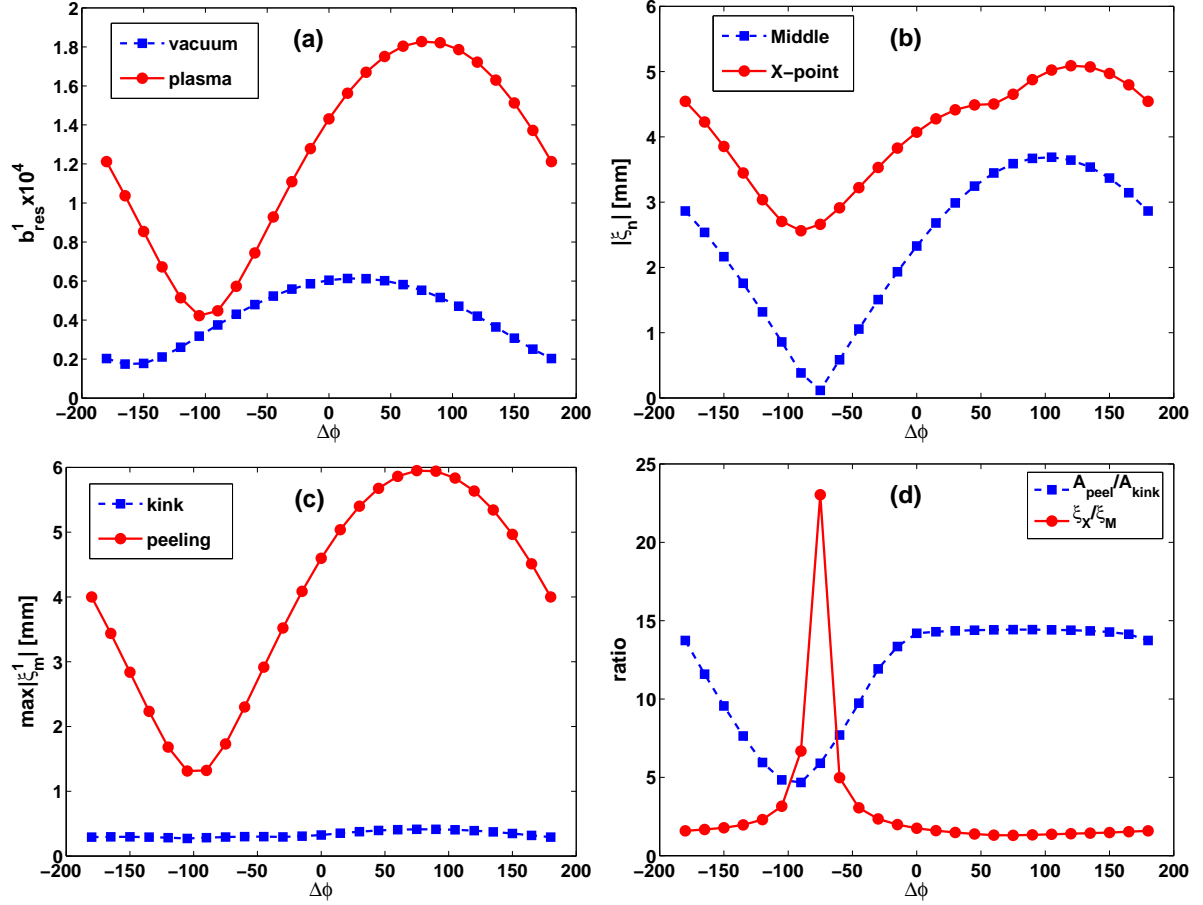 (a)
vacuum
plasma
b¹res x10⁴
2
1.8
1.6
1.4
1.2
1
0.8
0.6
0.4
0.2
0
−200 −150 −100 −50 0 50 100 150 200
Δϕ
(b)
Middle
X−point
|ξn| [mm]
6
5
4
3
2
1
0
−200 −150 −100 −50 0 50 100 150 200
Δϕ
(c)
kink
peeling
max|ξ¹m| [mm]
6
5
4
3
2
1
0
−200 −150 −100 −50 0 50 100 150 200
Δϕ
(d)
Apeel/Akink
ξX/ξM
ratio
25
20
15
10
5
0
−200 −150 −100 −50 0 50 100 150 200
Δϕ